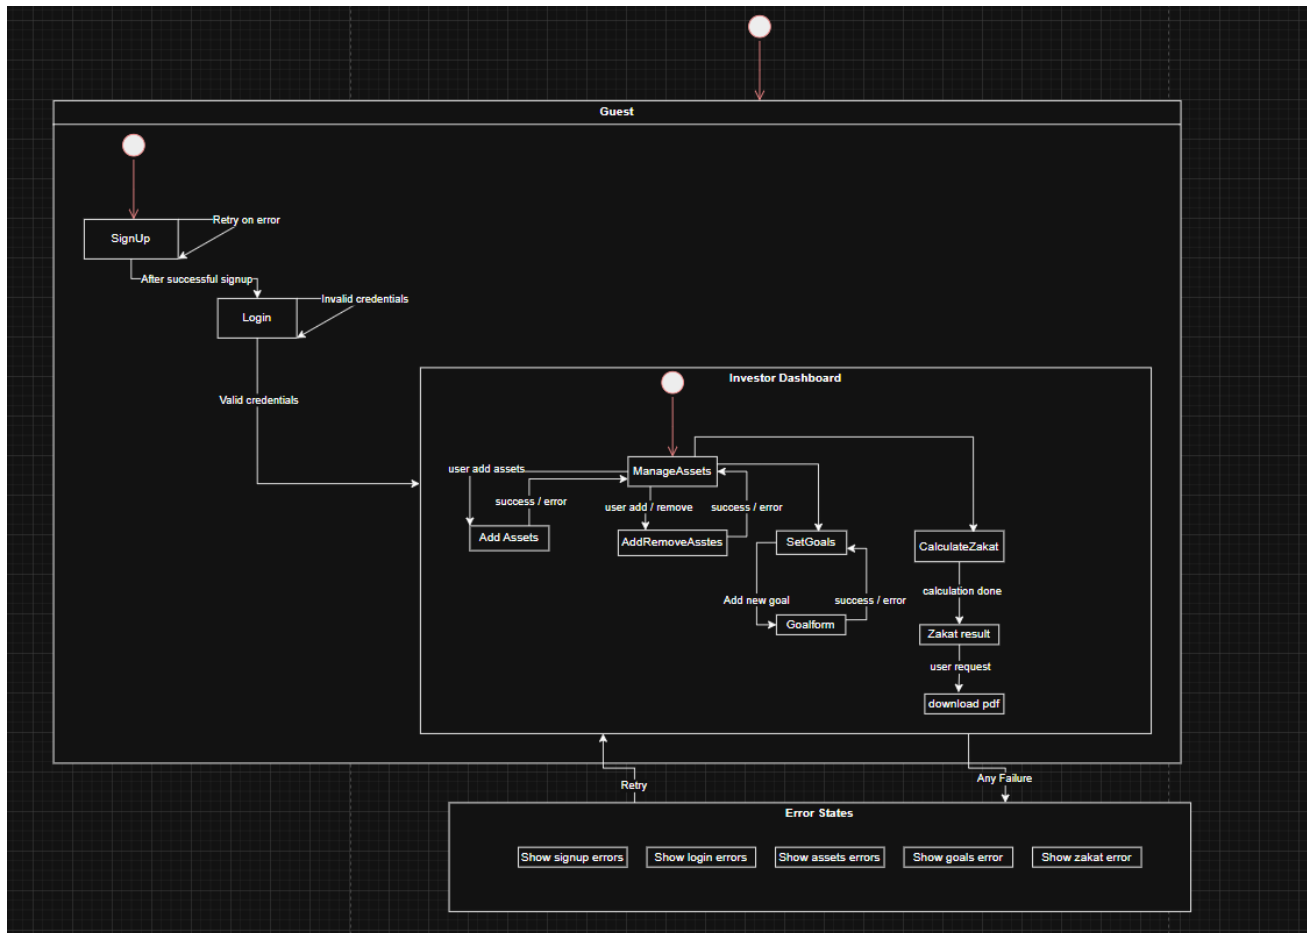 Guest
Retry on error
SignUp
After successful signup
Invalid credentials
Login
Valid credentials
Investor Dashboard
user add assets
ManageAssets
success / error
user add / remove
success / error
Add Assets
AddRemoveAsstes
SetGoals
CalculateZakat
calculation done
Add new goal
success / error
Goalform
Zakat result
user request
download pdf
Retry
Any Failure
Error States
Show signup errors
Show login errors
Show assets errors
Show goals error
Show zakat error